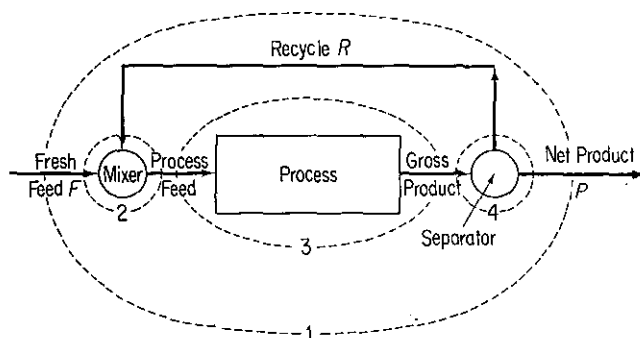 Recycle R
Fresh
Feed F
Mixer
2
Process
Feed
Process
3
Gross
Product
4
Separator
Net Product
P
1